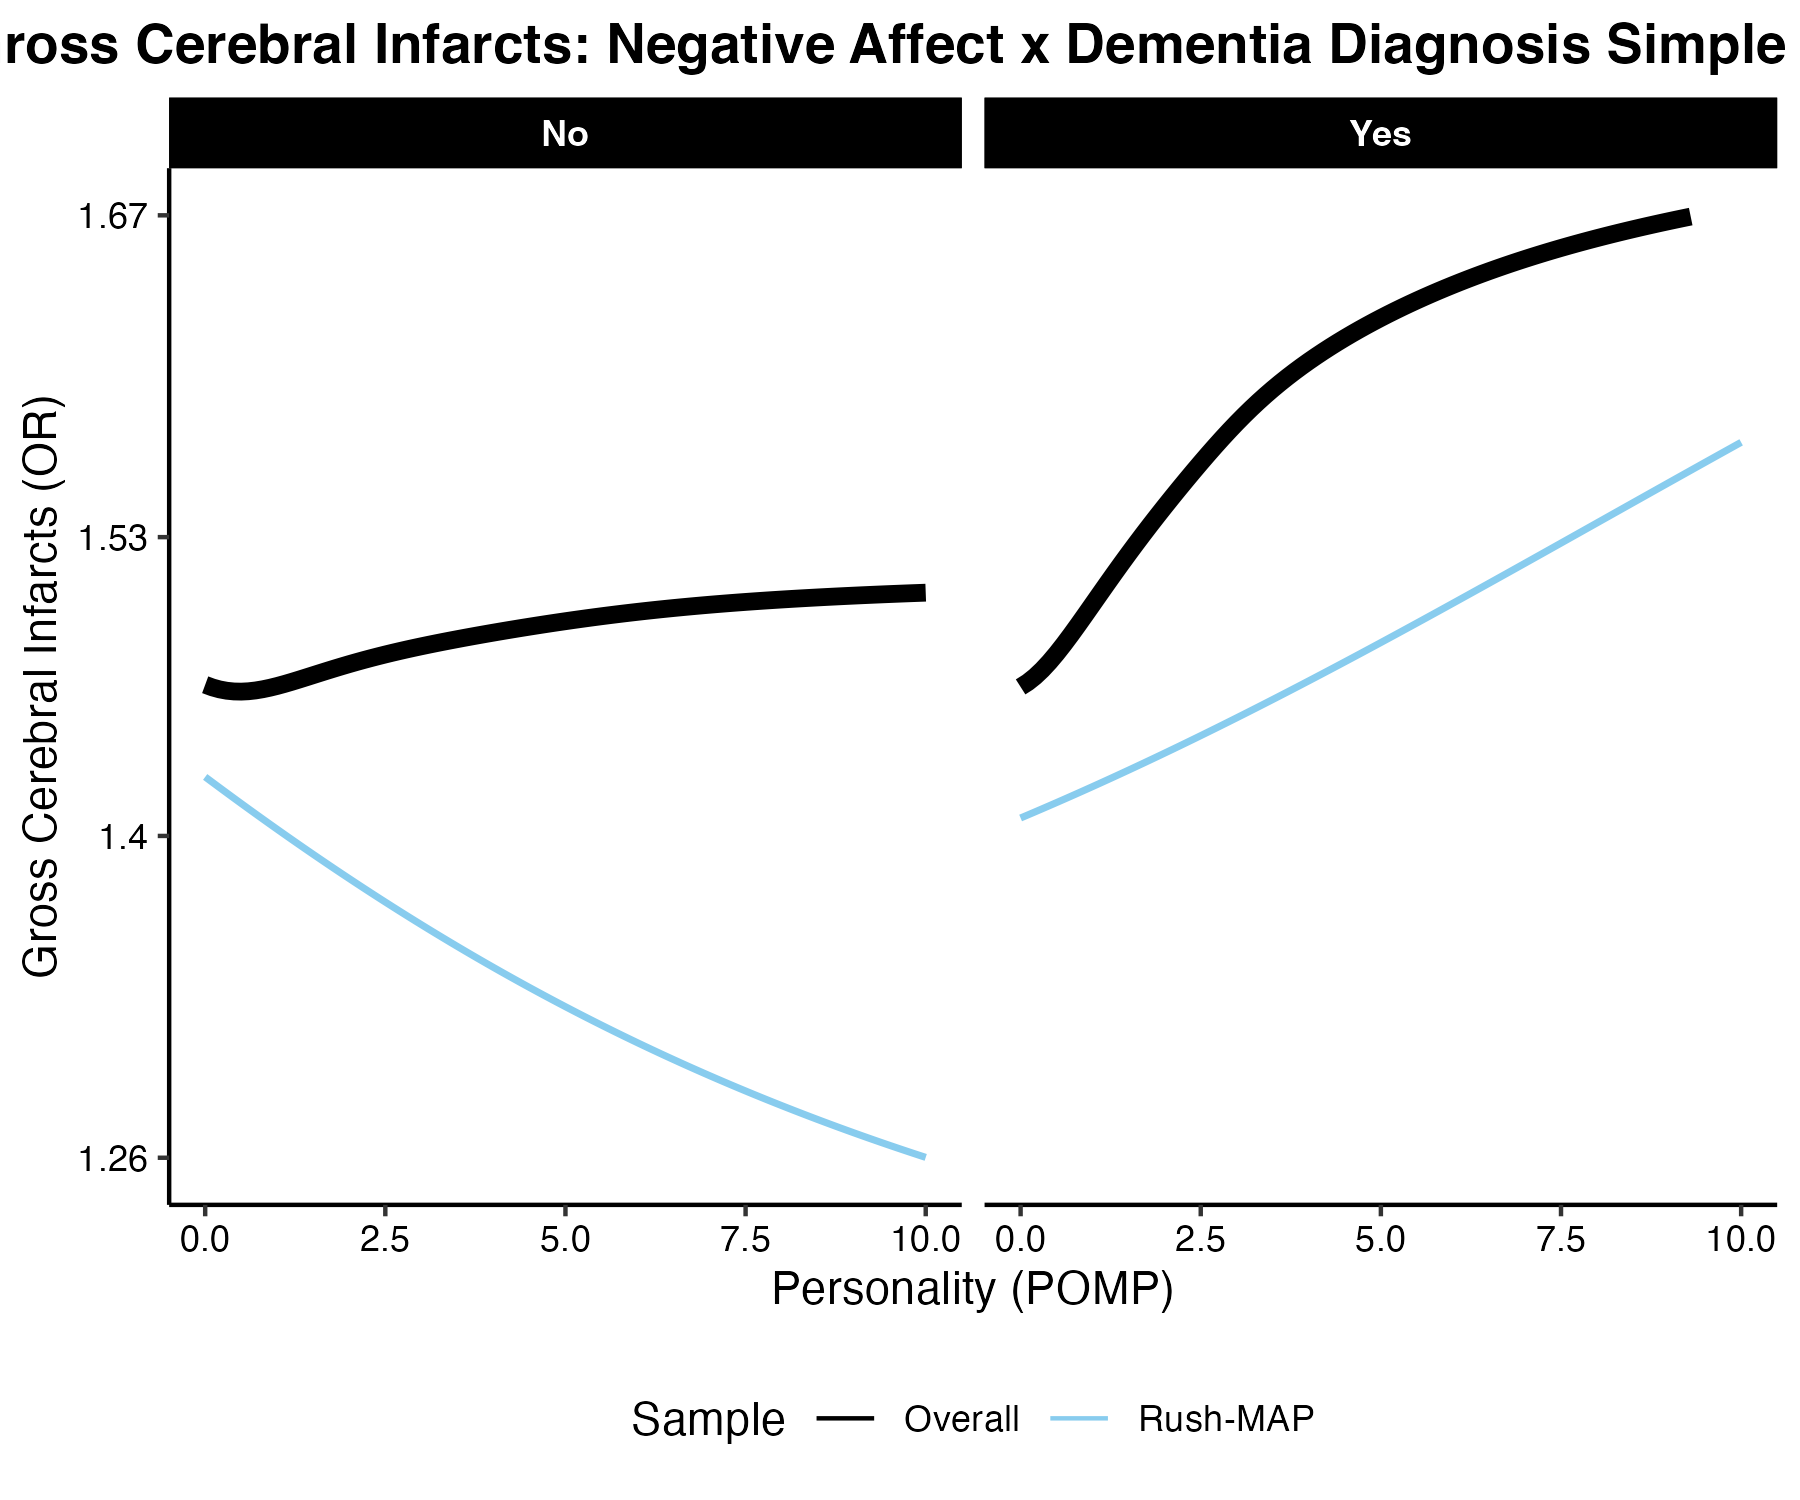 ross Cerebral Infarcts: Negative Affect x Dementia Diagnosis Simple
No Yes
Gross Cerebral Infarcts (OR)
1.67
1.53
1.4
1.26
0.0 2.5 5.0 7.5 10.0 0.0 2.5 5.0 7.5 10.0
Personality (POMP)
Sample Overall Rush-MAP